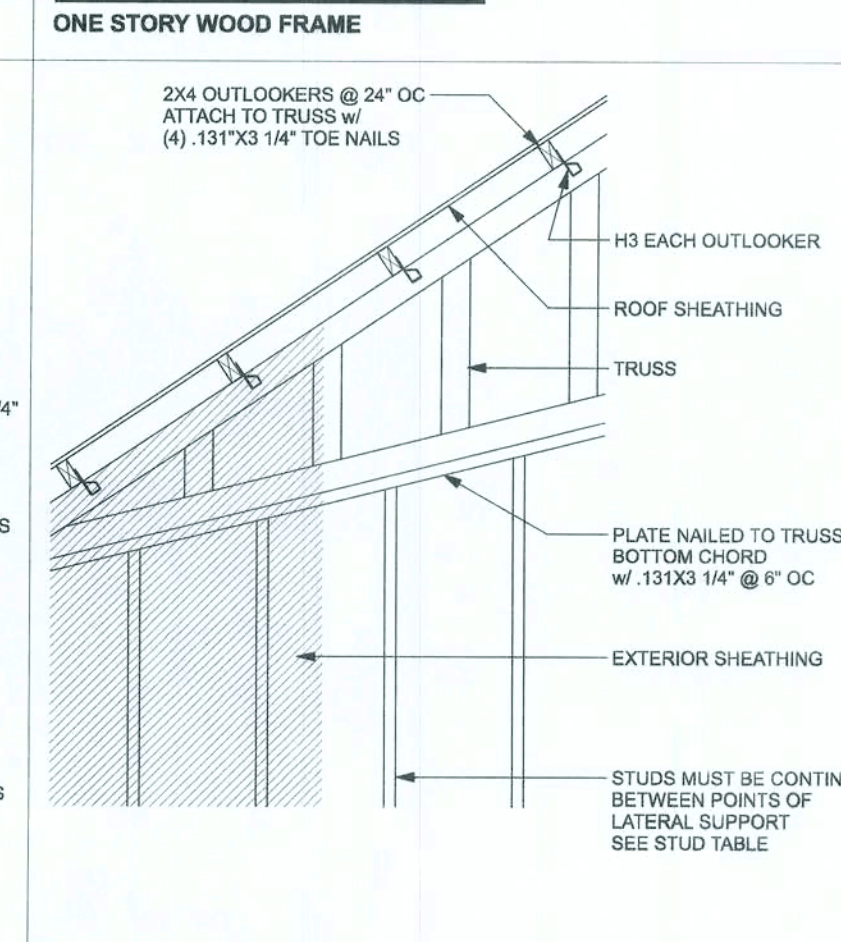 ONE STORY WOOD FRAME
2X4 OUTLOOKERS @ 24" OC
ATTACH TO TRUSS w/
(4) .131"X3 1/4" TOE NAILS
H3 EACH OUTLOOKER
ROOF SHEATHING
TRUSS
/4"
S
PLATE NAILED TO TRUSS
BOTTOM CHORD
w/ .131X3 1/4" @ 6" OC
EXTERIOR SHEATHING
S
STUDS MUST BE CONTIN
BETWEEN POINTS OF
LATERAL SUPPORT
SEE STUD TABLE